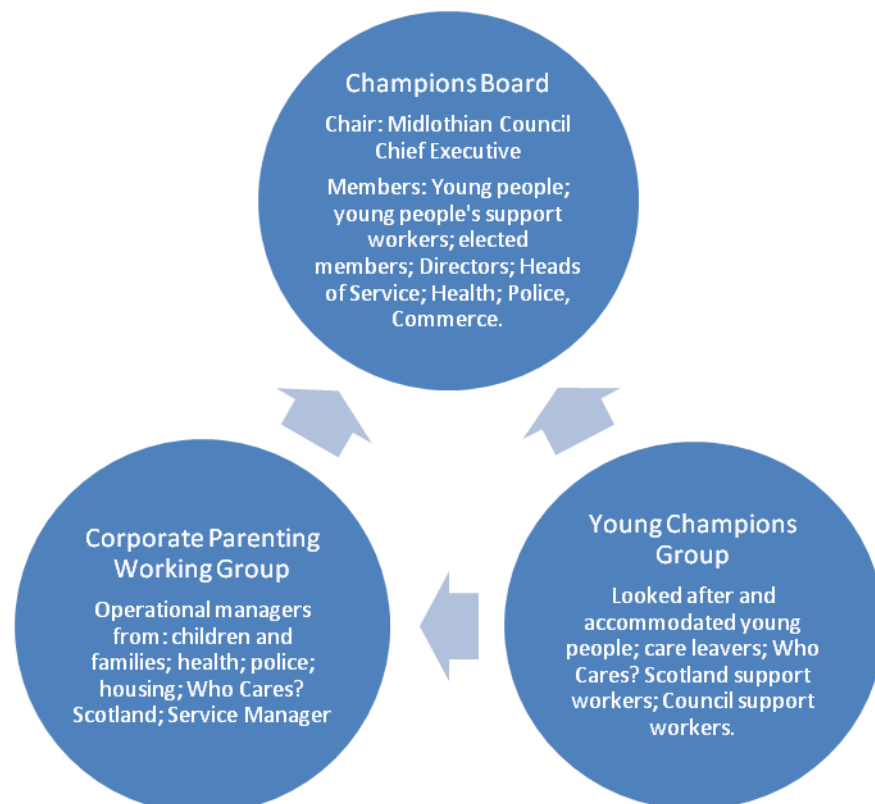 Champions Board
Chair: Midlothian Council
Chief Executive
Members: Young people;
young people's support
workers; elected
members; Directors; Heads
of Service; Health; Police,
Commerce.
Corporate Parenting
Working Group
Operational managers
from: children and
families; health; police;
housing; Who Cares?
Scotland; Service Manager
Young Champions
Group
Looked after and
accommodated young
people; care leavers; Who
Cares? Scotland support
workers; Council support
workers.